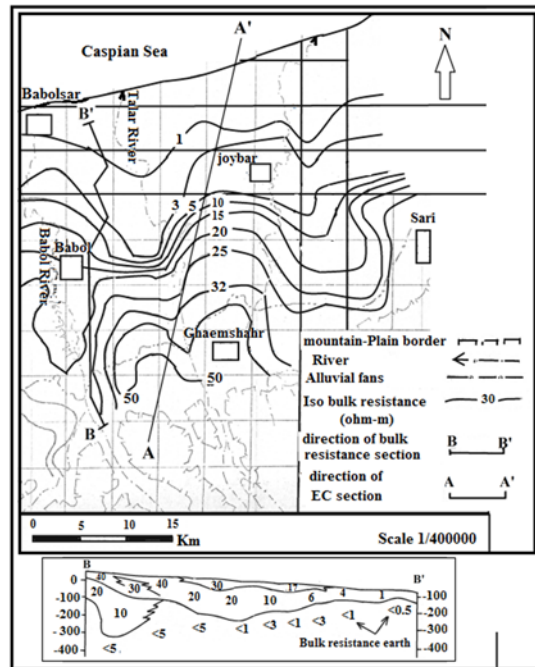 A'
N
Caspian Sea
Babolsar
B'
Talar River
1
joybar
3 5 10
15
20
25
32
Sari
Babol River
Babol
Ghaemshahr
50
50
B
A
mountain-Plain border
River
Alluvial fans
Iso bulk resistance 30
(ohm-m)
direction of bulk B B'
resistance section
direction of A A'
EC section
0 5 10 15
Km
Scale 1/400000
B B'
0
-100
-200
-300
-400
40 30 40 30 17 4 1
20 20 20 10 6 <1 <0.5
10
<5 <5 <5 <1 <3 <1 <3
Bulk resistance earth
-100
-200
-300
-400